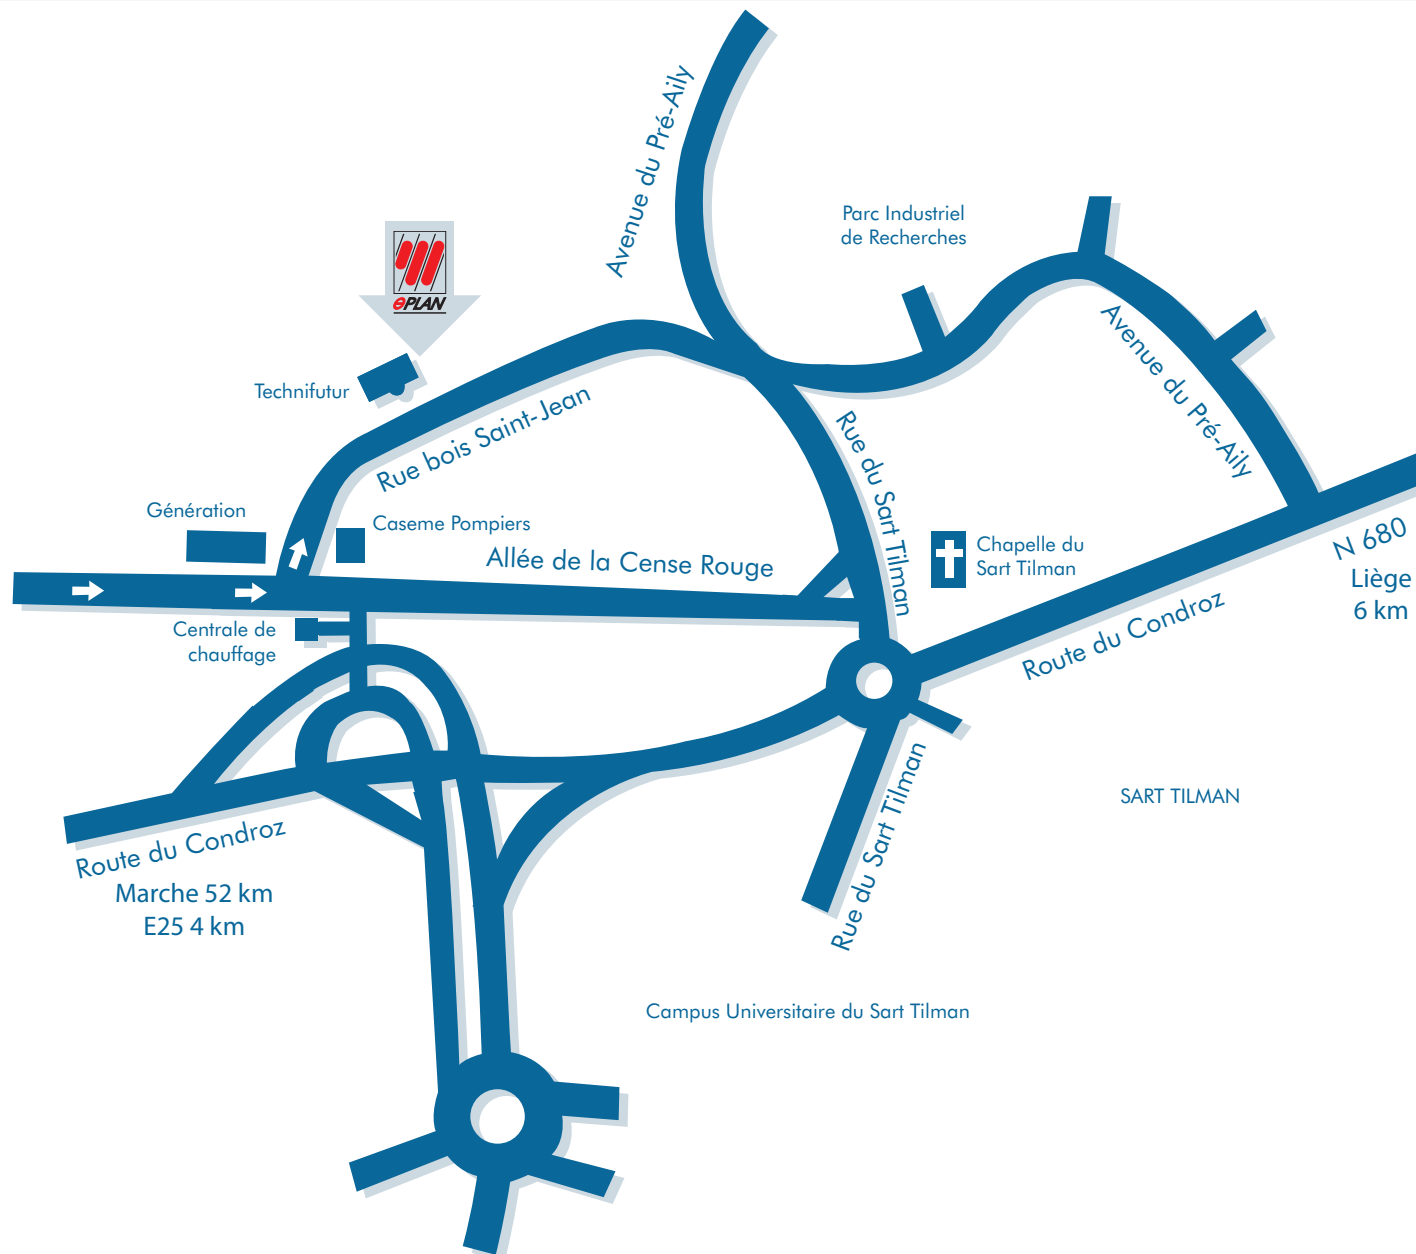 Avenue du Pré-Aily
Parc Industriel
de Recherches
ePLAN
Avenue du Pré-Aily
Technifutur
Rue bois Saint-Jean
Rue du Sart Tilman
Génération
Caseme Pompiers
Allée de la Cense Rouge
Chapelle du
Sart Tilman
N 680
Liège
6 km
Centrale de
chauffage
Route du Condroz
Rue du Sart Tilman
SART TILMAN
Route du Condroz
Marche 52 km
E25 4 km
Campus Universitaire du Sart Tilman